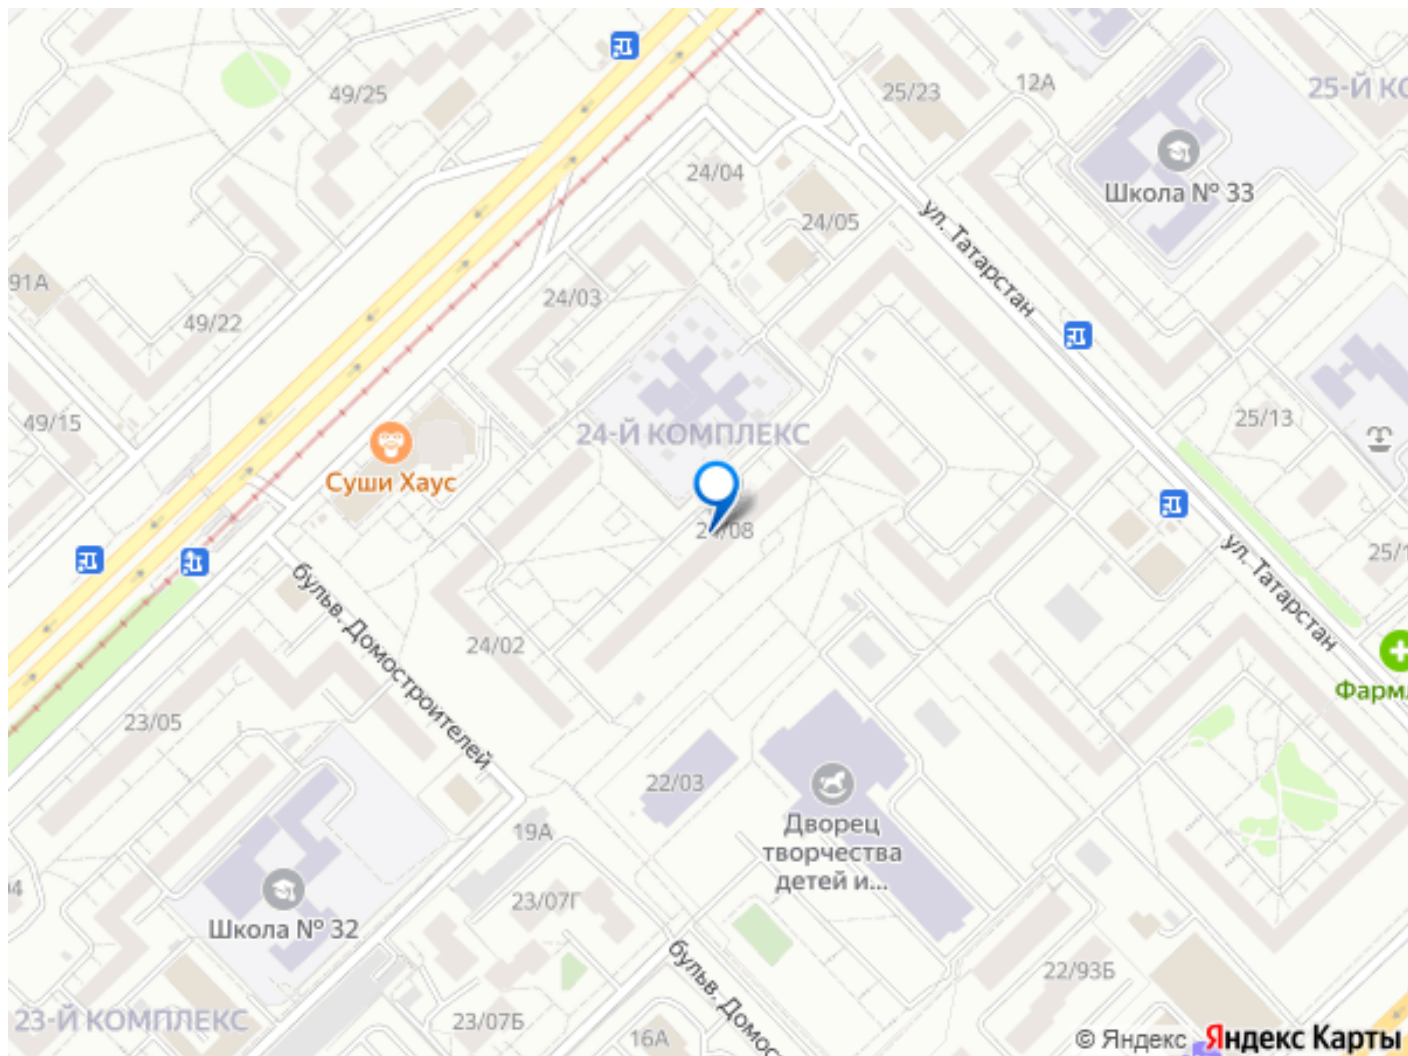 49/25
25/23
12А
25-Й КО
Школа № 33
24/04
24/05
ул. Татарстан
91А
24/03
49/22
49/15
25/13
24-Й КОМПЛЕКС
Суши Хаус
24/08
25/1
бульв. Домостроителей
ул. Татарстан
24/02
Фармл
23/05
22/03
19А
Дворец
творчества
детей и...
23/07Г
Школа № 32
22/93Б
бульв. Домос
23-Й КОМПЛЕКС
23/07Б
16А
© Яндекс Яндекс Карты